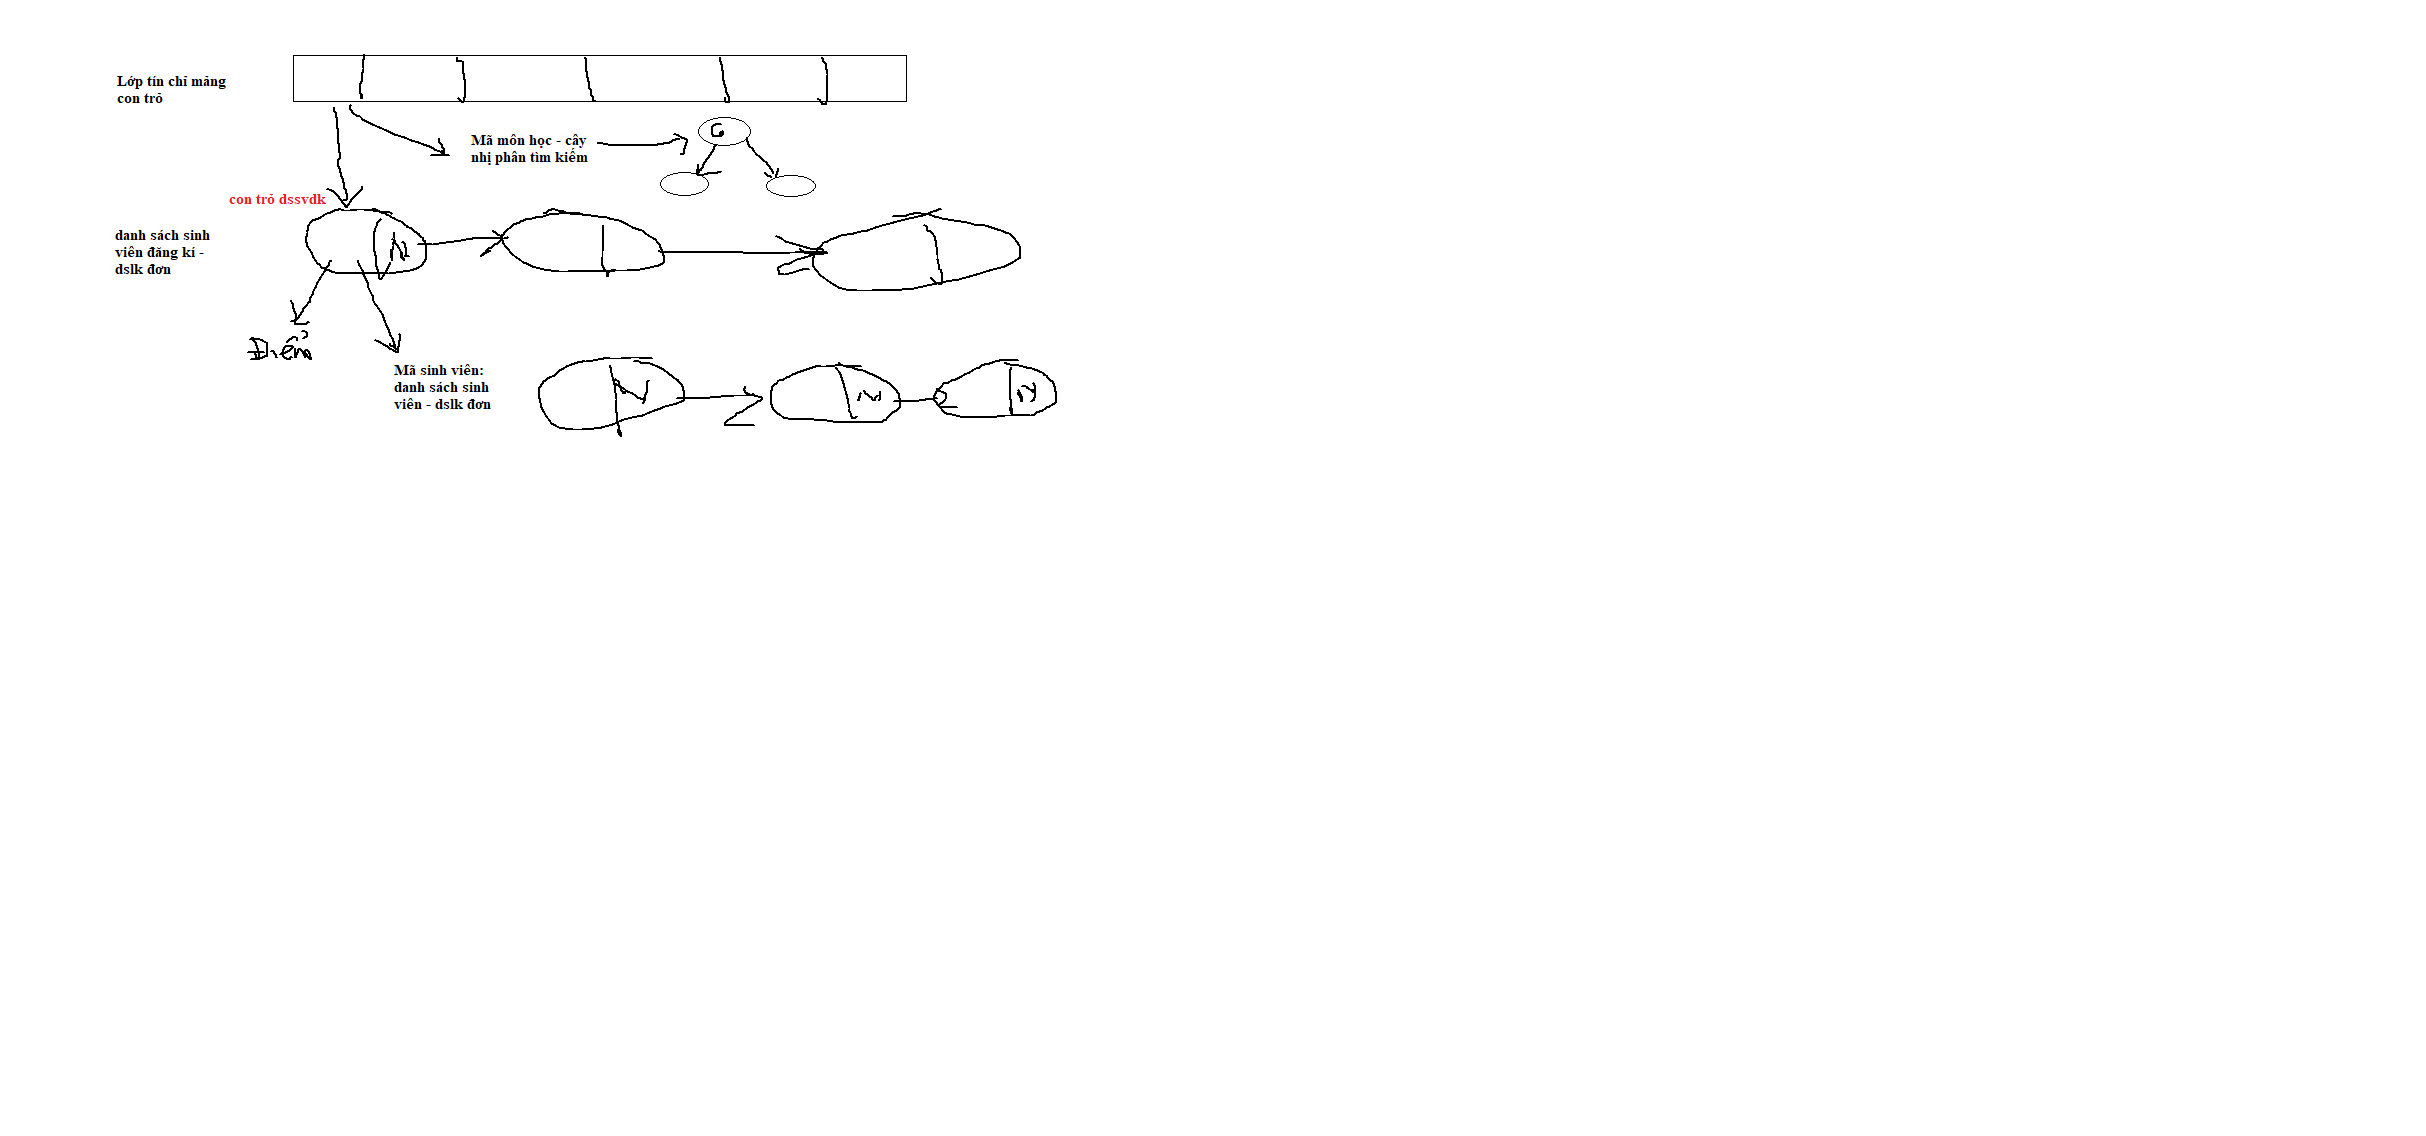 Lớp tín chỉ mảng
con trỏ
G
Mã môn học - cây
nhị phân tìm kiếm
con trỏ dssvdk
danh sách sinh
viên đăng kí -
dslk đơn
N
Điểm
Mã sinh viên:
danh sách sinh
viên - dslk đơn
N
N
N